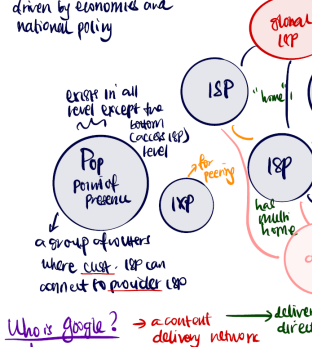 driven by economics and
national policy
global
ISP
ISP
"home"
exists in all
level except the
bottom
(access ISP)
level
Pop
point of
presence
for
peering
IXP
ISP
has
multi
home
a group of routers
where cust. ISP can
connect to provider ISP
Who is google?
→ a content
delivery network
→ deliver
direct